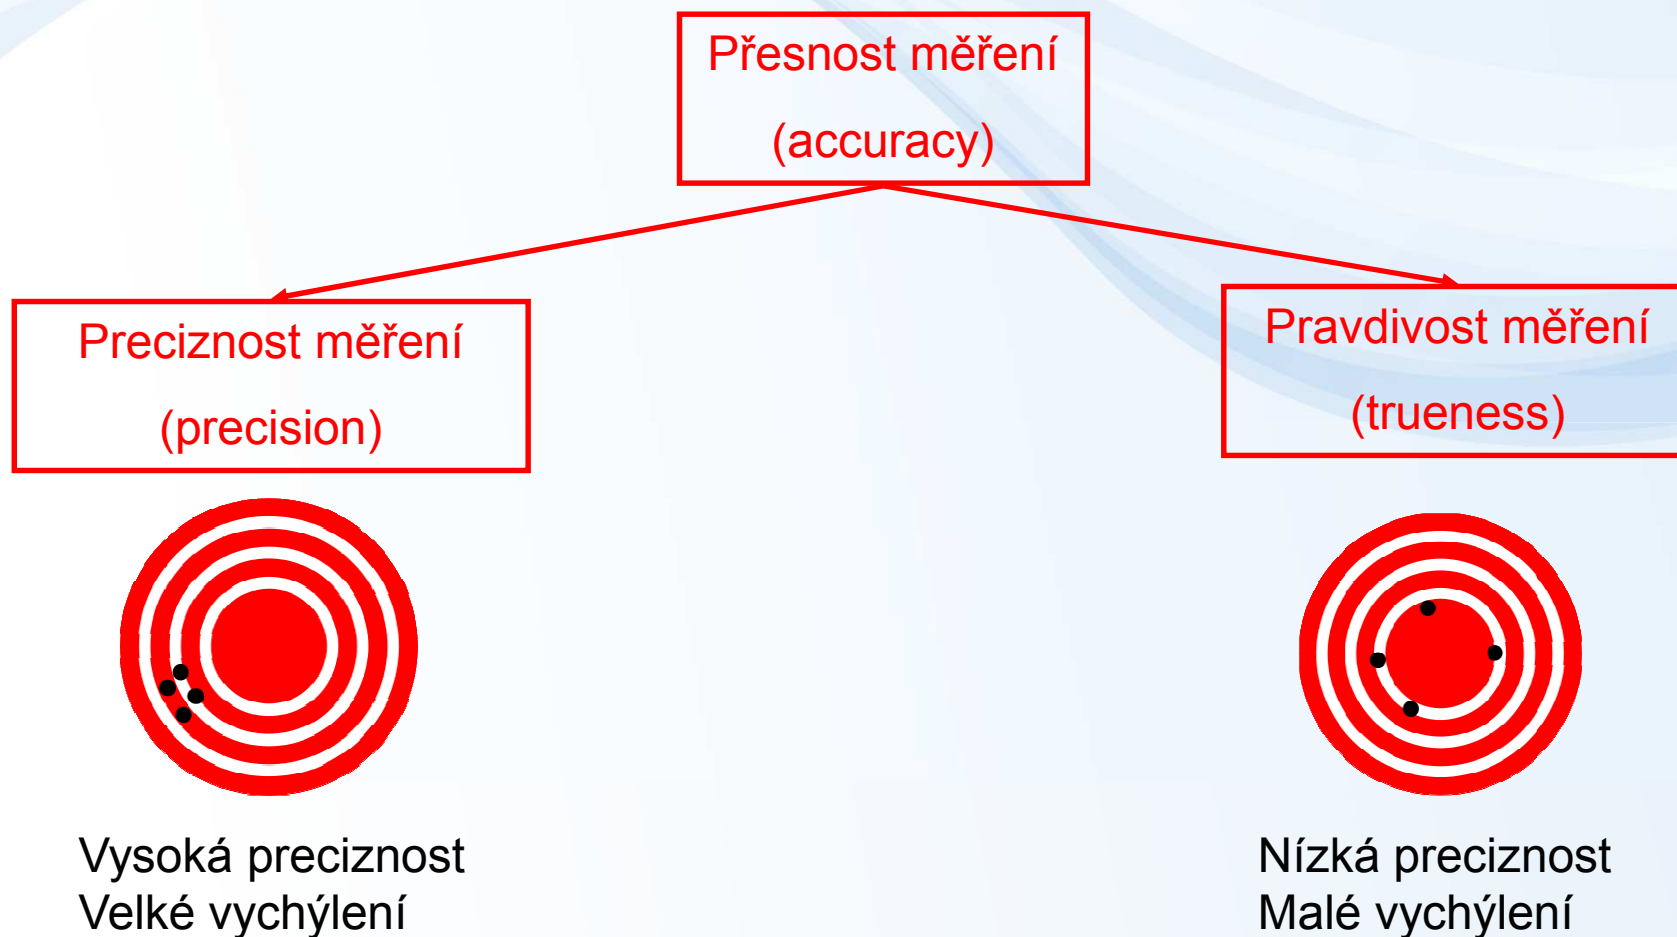 Přesnost měření
(accuracy)
Preciznost měření
(precision)
Pravdivost měření
(trueness)
Vysoká preciznost
Velké vychýlení
Nízká preciznost
Malé vychýlení